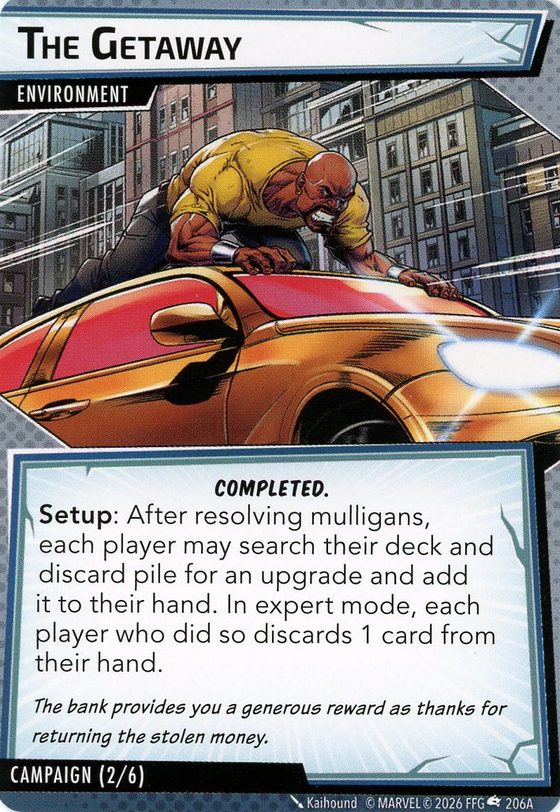 The Getaway
ENVIRONMENT
COMPLETED.
Setup: After resolving mulligans,
each player may search their deck and
discard pile for an upgrade and add
it to their hand. In expert mode, each
player who did so discards 1 card from
their hand.
The bank provides you a generous reward as thanks for
returning the stolen money.
CAMPAIGN (2/6)
Kaihound © MARVEL © 2026 FFG 206A